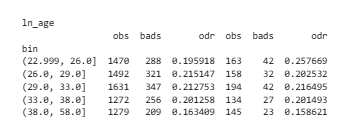 ln_age
obs bads odr obs bads odr
bin
(22.999, 26.0] 1470 288 0.195918 163 42 0.257669
(26.0, 29.0] 1492 321 0.215147 158 32 0.202532
(29.0, 33.0] 1631 347 0.212753 194 42 0.216495
(33.0, 38.0] 1272 256 0.201258 134 27 0.201493
(38.0, 58.0] 1279 209 0.163409 145 23 0.158621